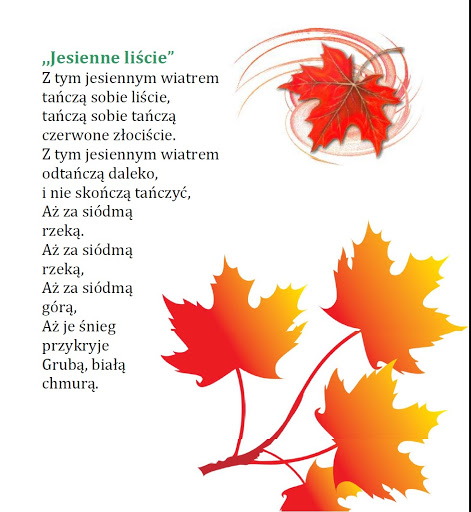 ,,Jesienne liście”
Z tym jesiennym wiatrem
tańczą sobie liście,
tańczą sobie tańczą
czerwone złociście.
Z tym jesiennym wiatrem
odtańczą daleko,
i nie skończą tańczyć,
Aż za siódmą
rzeką.
Aż za siódmą
rzeką,
Aż za siódmą
górą,
Aż je śnieg
przykryje
Grubą, białą
chmurą.